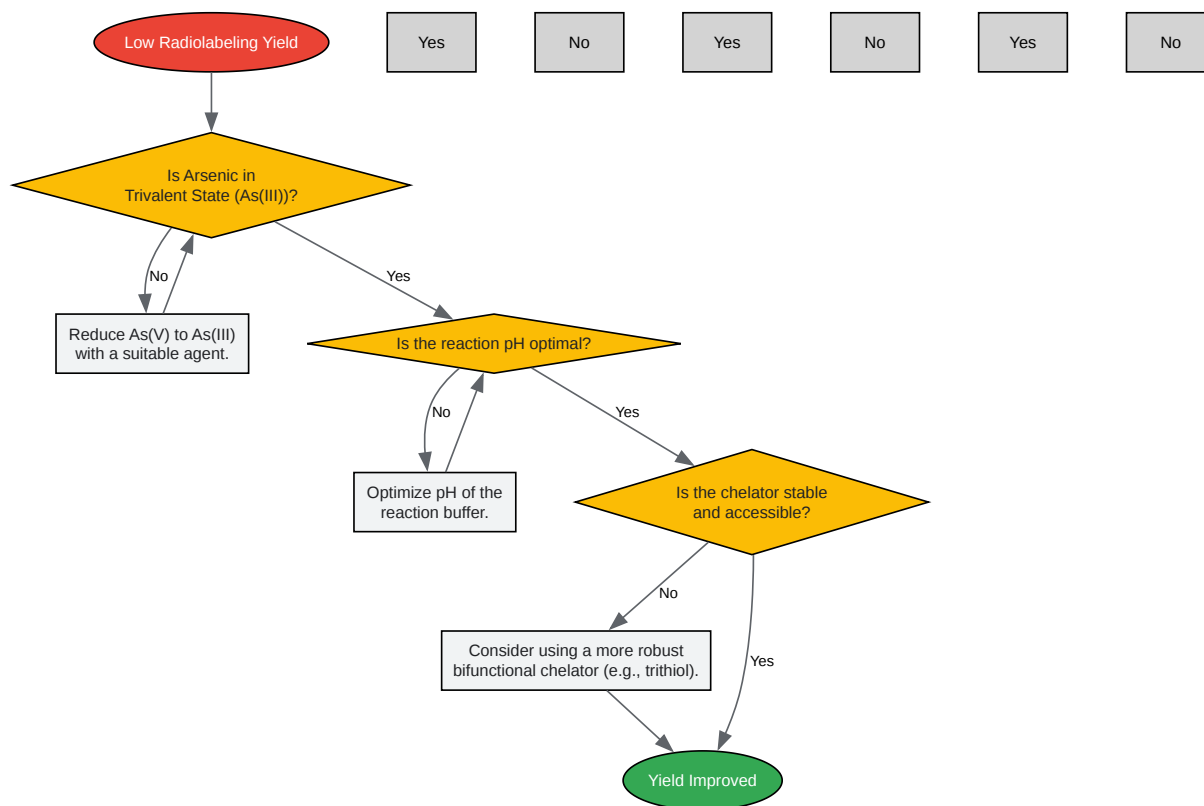 Low Radiolabeling Yield
Yes
No
Yes
No
Yes
No
Is Arsenic in
Trivalent State (As(III))?
No
Yes
Reduce As(V) to As(III)
with a suitable agent.
Is the reaction pH optimal?
No
Yes
Optimize pH of the
reaction buffer.
Is the chelator stable
and accessible?
No
Yes
Consider using a more robust
bifunctional chelator (e.g., trithiol).
Yield Improved